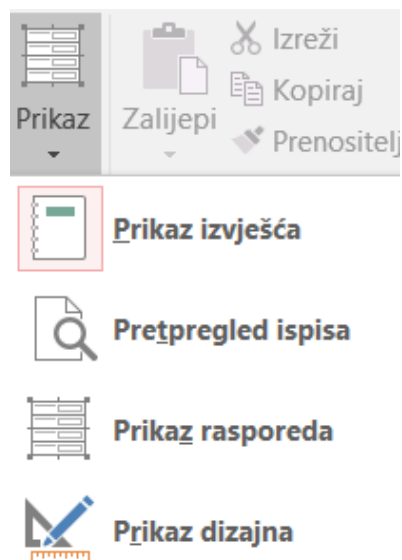 Prikaz
Zalijepi
Izreži
Kopiraj
Prenositelj
Prikaz izvješća
Pretpregled ispisa
Prikaz rasporeda
Prikaz dizajna